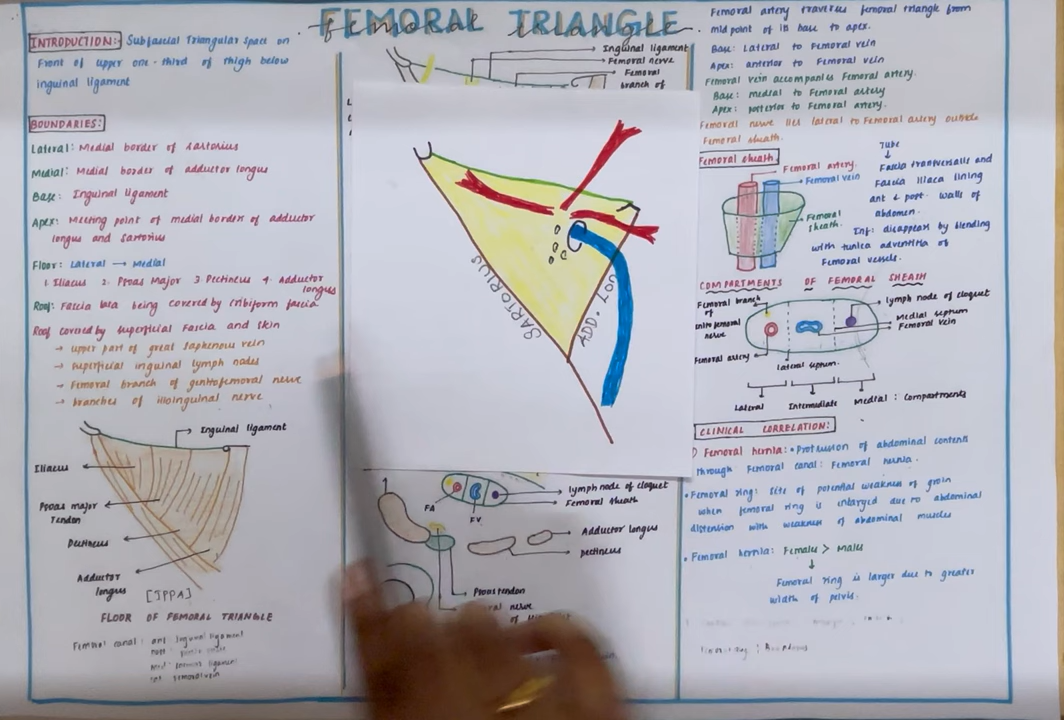 FEMORAL TRIANGLE
femoral triangle
INTRODUCTION: Subfascial Triangular space on
Front of upper one-third of thigh below
inguinal ligament
BOUNDARIES:
Lateral: Medial border of sartorius
Medial: Medial border of adductor longus
Base: Inguinal ligament
Apex: Meeting point of medial border of adductor
longus and sartorius
Floor: Lateral → Medial
1. Iliacus 2. Psoas Major 3. Pectineus 4. Adductor
longus
Roof: Fascia lata being covered by cribiform fascia
Roof covered by superficial Fascia and skin
→ upper part of great saphenous vein
→ superficial inguinal lymph nodes
→ Femoral branch of genitofemoral nerve
→ branches of ilioinguinal nerve
Inguinal ligament
Iliacus
Psoas major
Tendon
Pectineus
Adductor
longus
[IPPA]
FLOOR OF FEMORAL TRIANGLE
Femoral canal: ant Inguinal ligament
Inguinal ligament
Femoral nerve
Femoral
branch of
SARTORIUS
ADD. LONG
lymph node of cloquet
Femoral sheath
FA
FV
Adductor longus
pectineus
Psoas tendon
nerve
Femoral artery traverses femoral triangle from
mid point of its base to apex.
Base: Lateral to Femoral vein
Apex: anterior to Femoral vein
Femoral vein accompanies Femoral artery.
Base: medial to Femoral artery
Apex: posterior to Femoral artery.
Femoral nerve lies lateral to Femoral artery outside
Femoral sheath.
Femoral sheath
Femoral artery
Femoral vein
Femoral
sheath
Tube
↓
Fascia tranversalis and
Fascia iliaca lining
ant & post. walls of
abdomen.
Inf: disappear by blending
with tunica adventitia of
Femoral vessels.
COMPARTMENTS OF FEMORAL SHEATH
Femoral branch
of
genito femoral
nerve
Femoral artery
lymph node of cloquet
Medial septum
Femoral vein
lateral septum
Lateral Intermediate Medial : Compartments
CLINICAL CORRELATION:
1) Femoral hernia: • Protrusion of abdominal contents
through Femoral canal: Femoral hernia.
• Femoral ring: site of potential weakness of groin
when femoral ring is enlarged due to abdominal
distention with weakness of abdominal muscles
• Femoral hernia: Female > Male
↓
Femoral ring is larger due to greater
width of pelvis.